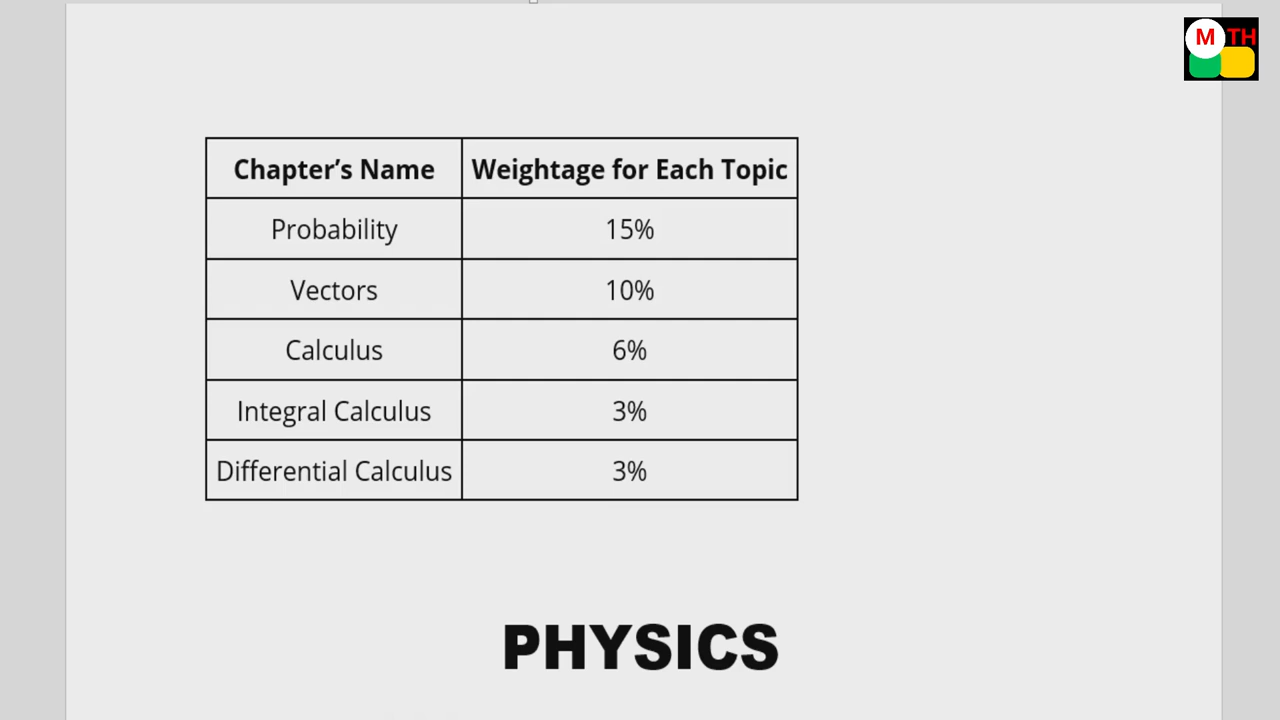 M TH
Chapter’s Name Weightage for Each Topic
Probability 15%
Vectors 10%
Calculus 6%
Integral Calculus 3%
Differential Calculus 3%
PHYSICS